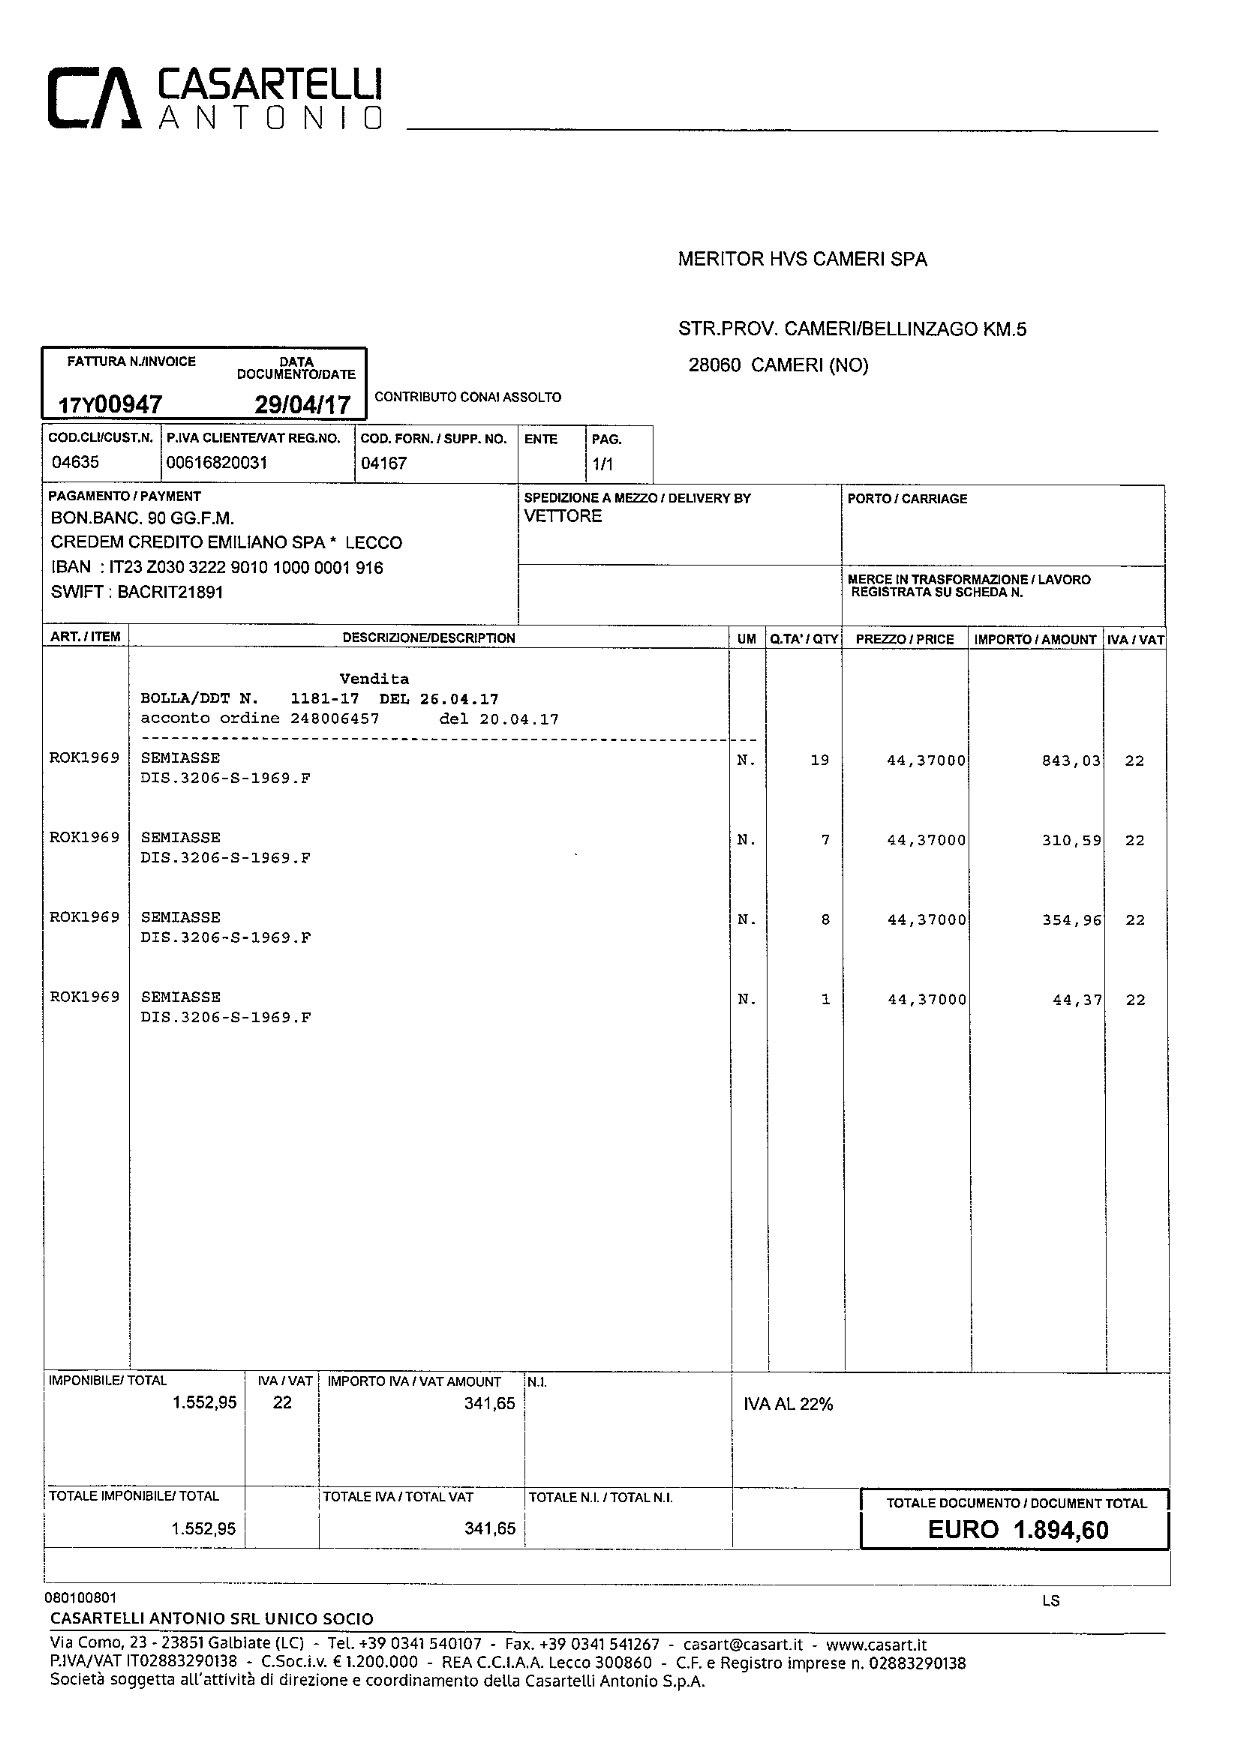 CA CASARTELLI
ANTONIO
MERITOR HVS CAMERI SPA
STR.PROV. CAMERI/BELLINZAGO KM.5
28060 CAMERI (NO)
FATTURA N./INVOICE DATA DOCUMENTO/DATE
17Y00947 29/04/17
CONTRIBUTO CONAI ASSOLTO
COD.CLI/CUST.N. P.IVA CLIENTE/VAT REG.NO. COD. FORN. / SUPP. NO. ENTE PAG.
04635 00616820031 04167 1/1
PAGAMENTO / PAYMENT
BON.BANC. 90 GG.F.M.
CREDEM CREDITO EMILIANO SPA * LECCO
IBAN : IT23 Z030 3222 9010 1000 0001 916
SWIFT : BACRIT21891
SPEDIZIONE A MEZZO / DELIVERY BY
VETTORE
PORTO / CARRIAGE
MERCE IN TRASFORMAZIONE / LAVORO
REGISTRATA SU SCHEDA N.
ART. / ITEM DESCRIZIONE/DESCRIPTION UM Q.TA' / QTY PREZZO / PRICE IMPORTO / AMOUNT IVA / VAT
Vendita
BOLLA/DDT N. 1181-17 DEL 26.04.17
acconto ordine 248006457 del 20.04.17
ROK1969 SEMIASSE N. 19 44,37000 843,03 22
DIS.3206-S-1969.F
ROK1969 SEMIASSE N. 7 44,37000 310,59 22
DIS.3206-S-1969.F
ROK1969 SEMIASSE N. 8 44,37000 354,96 22
DIS.3206-S-1969.F
ROK1969 SEMIASSE N. 1 44,37000 44,37 22
DIS.3206-S-1969.F
IMPONIBILE/ TOTAL IVA / VAT IMPORTO IVA / VAT AMOUNT N.I.
1.552,95 22 341,65 IVA AL 22%
TOTALE IMPONIBILE/ TOTAL TOTALE IVA / TOTAL VAT TOTALE N.I. / TOTAL N.I. TOTALE DOCUMENTO / DOCUMENT TOTAL
1.552,95 341,65 EURO 1.894,60
080100801 LS
CASARTELLI ANTONIO SRL UNICO SOCIO
Via Como, 23 - 23851 Galbiate (LC) - Tel. +39 0341 540107 - Fax. +39 0341 541267 - casart@casart.it - www.casart.it
P.IVA/VAT IT02883290138 - C.Soc.i.v. € 1.200.000 - REA C.C.I.A.A. Lecco 300860 - C.F. e Registro imprese n. 02883290138
Società soggetta all'attività di direzione e coordinamento della Casartelli Antonio S.p.A.